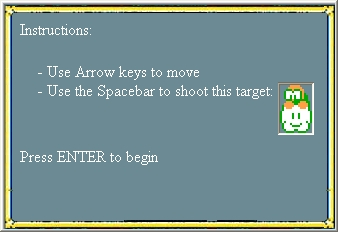 Instructions:
- Use Arrow keys to move
- Use the Spacebar to shoot this target:
Press ENTER to begin